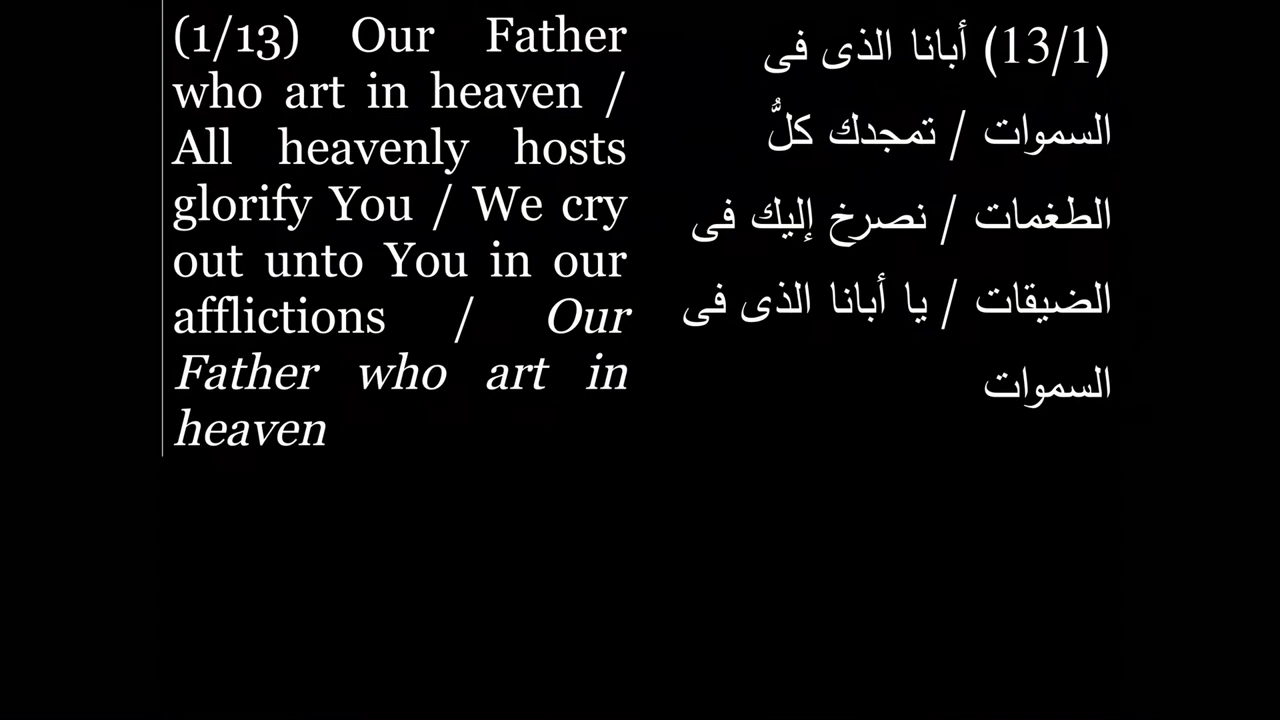 (1/13) Our Father
who art in heaven /
All heavenly hosts
glorify You / We cry
out unto You in our
afflictions / Our
Father who art in
heaven
(13/1) أبانا الذى فى
السموات / تمجدك كلُّ
الطغمات / نصرخ إليك فى
الضيقات / يا أبانا الذى فى
السموات